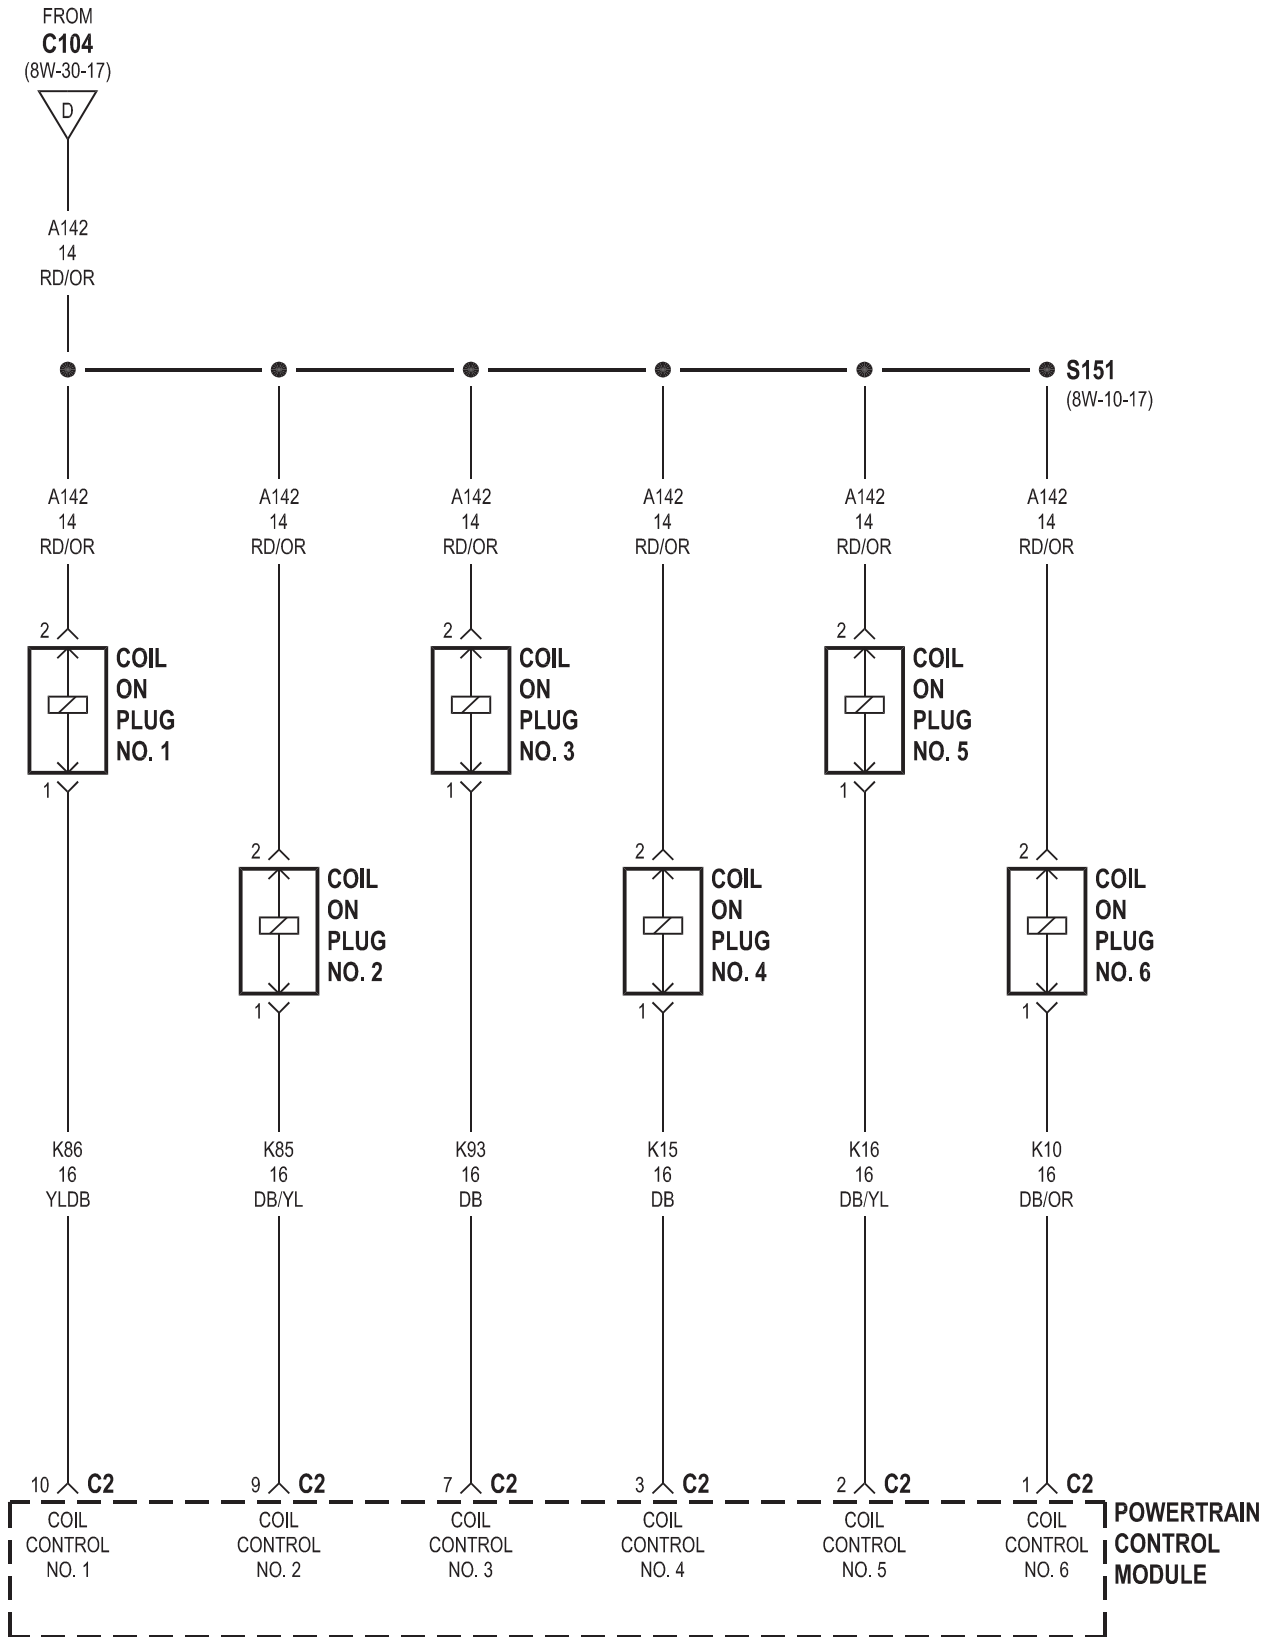 FROM
C104
(8W-30-17)
D
A142
14
RD/OR
S151
(8W-10-17)
A142 A142 A142 A142 A142 A142
14 14 14 14 14 14
RD/OR RD/OR RD/OR RD/OR RD/OR RD/OR
2 2 2
COIL COIL COIL
ON ON ON
PLUG PLUG PLUG
NO. 1 NO. 3 NO. 5
1 1 1
2 2 2
COIL COIL COIL
ON ON ON
PLUG PLUG PLUG
NO. 2 NO. 4 NO. 6
1 1 1
K86 K85 K93 K15 K16 K10
16 16 16 16 16 16
YLDB DB/YL DB DB DB/YL DB/OR
10 C2 9 C2 7 C2 3 C2 2 C2 1 C2
COIL COIL COIL COIL COIL COIL
CONTROL CONTROL CONTROL CONTROL CONTROL CONTROL
NO. 1 NO. 2 NO. 3 NO. 4 NO. 5 NO. 6
POWERTRAIN
CONTROL
MODULE